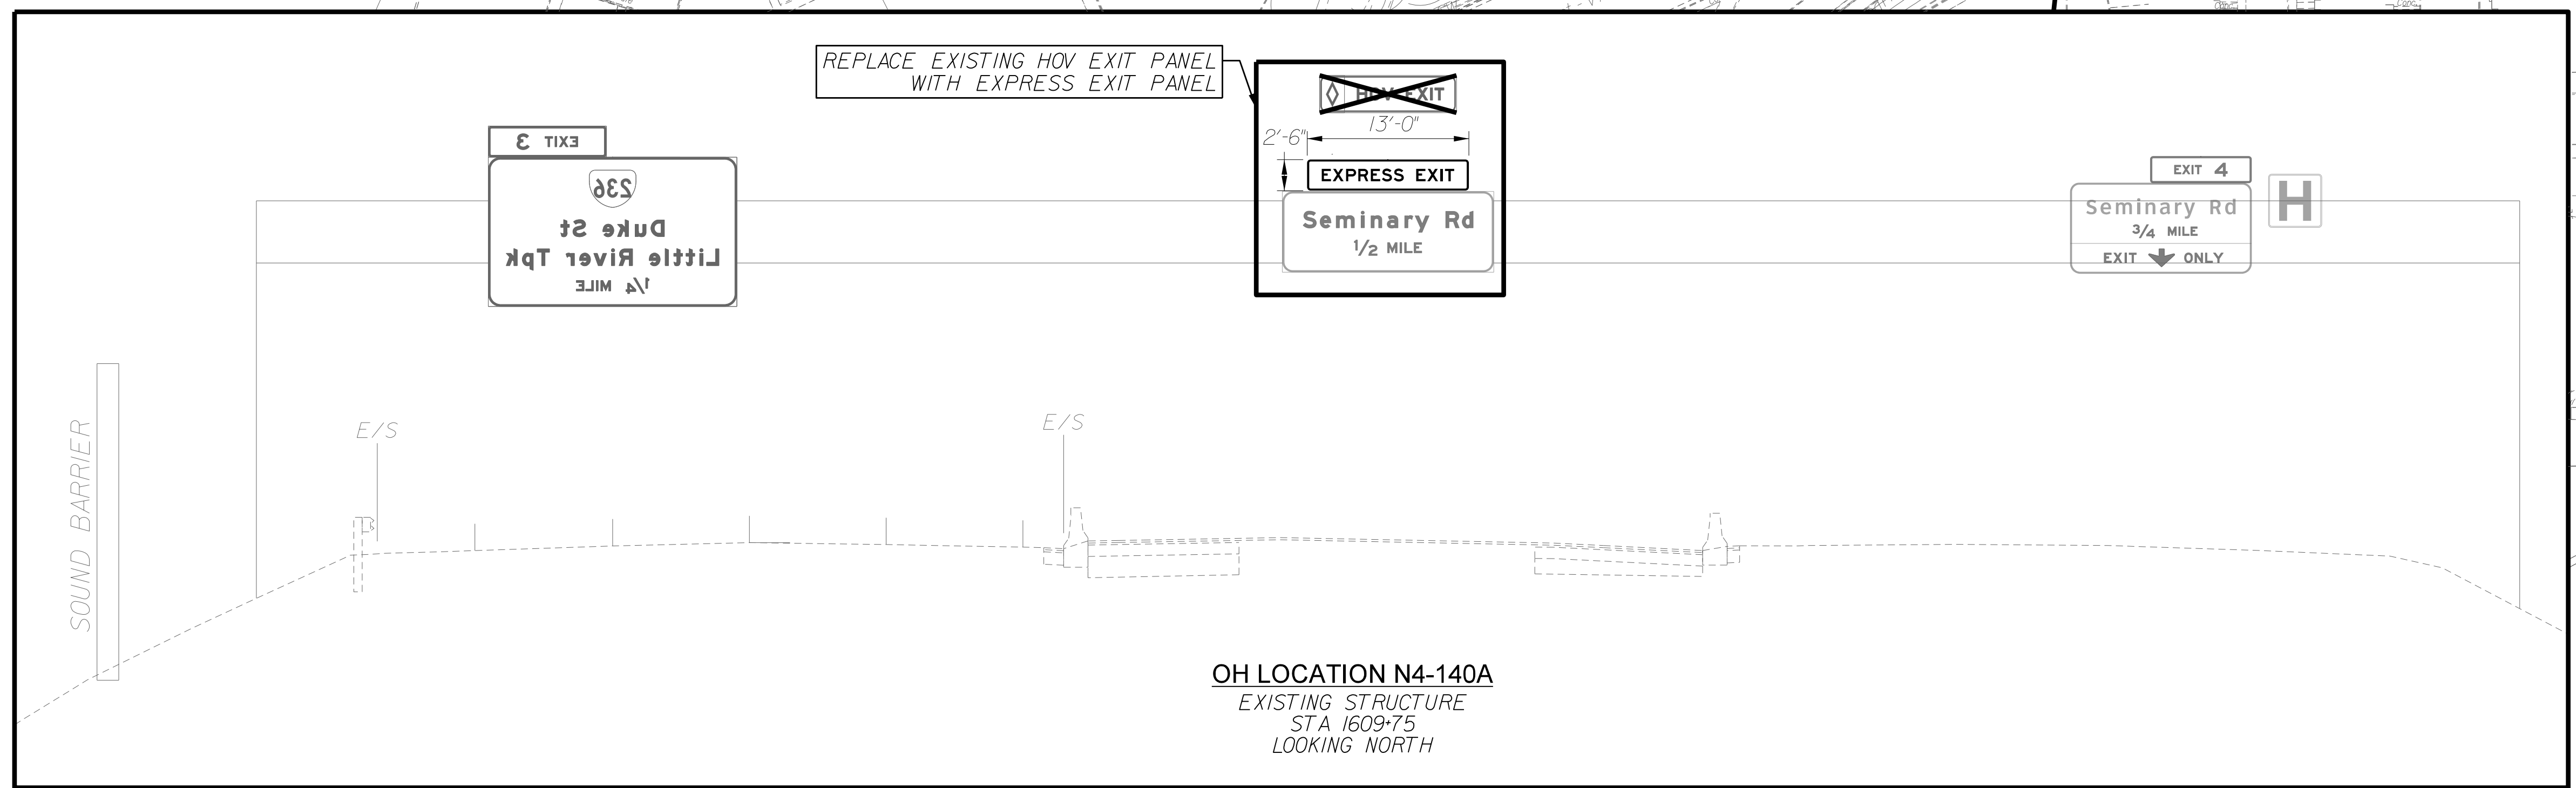 REPLACE EXISTING HOV EXIT PANEL
WITH EXPRESS EXIT PANEL
HOV EXIT
13'-0"
2'-6"
EXPRESS EXIT
Seminary Rd
1/2 MILE
EXIT 3
236
Duke St
Little River Tpk
1/4 MILE
EXIT 4
Seminary Rd
3/4 MILE
EXIT ONLY
H
SOUND BARRIER
E/S
E/S
OH LOCATION N4-140A
EXISTING STRUCTURE
STA 1609+75
LOOKING NORTH